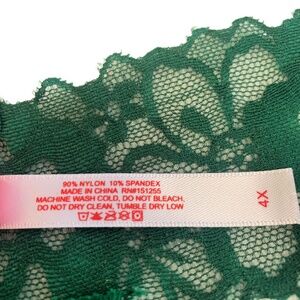 90% NYLON 10% SPANDEX
MADE IN CHINA RN#151255
MACHINE WASH COLD, DO NOT BLEACH,
DO NOT DRY CLEAN, TUMBLE DRY LOW
4X